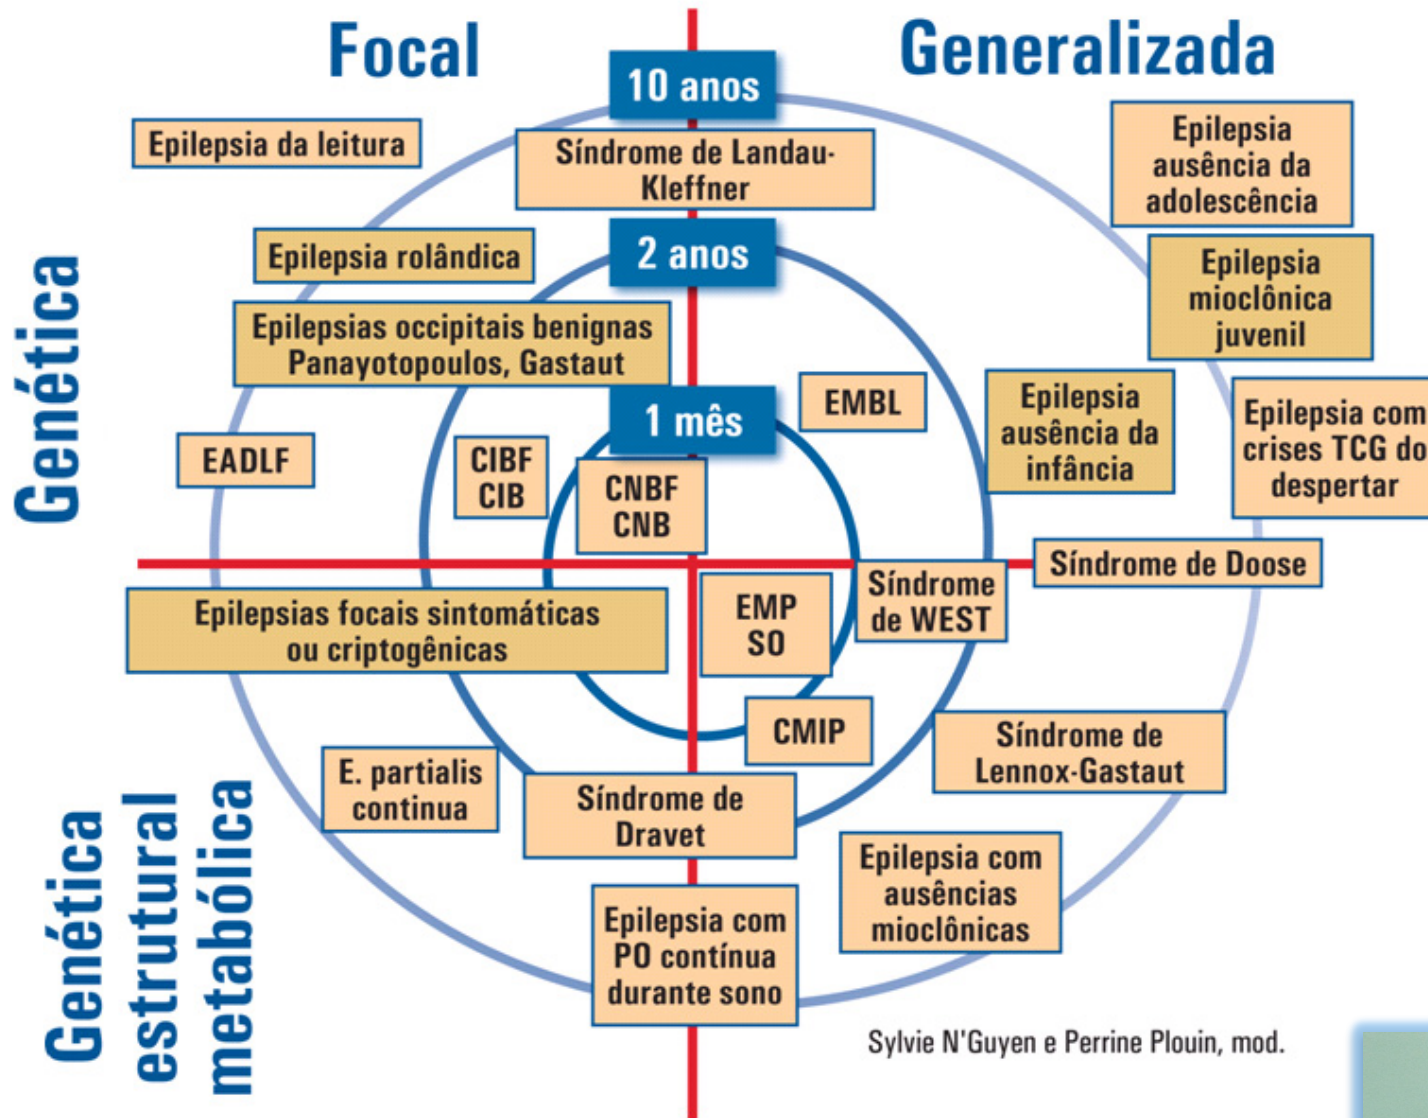 Focal
Generalizada
10 anos
Epilepsia da leitura
Síndrome de Landau-
Kleffner
Epilepsia
ausência da
adolescência
Epilepsia rolândica
2 anos
Epilepsia
mioclônica
juvenil
Genética
Epilepsias occipitais benignas
Panayotopoulos, Gastaut
1 mês
EMBL
Epilepsia
ausência da
infância
Epilepsia com
crises TCG do
despertar
EADLF
CIBF
CIB
CNBF
CNB
Síndrome de Doose
Epilepsias focais sintomáticas
ou criptogênicas
EMP
SO
Síndrome
de WEST
CMIP
Síndrome de
Lennox-Gastaut
E. partialis
continua
Síndrome de
Dravet
Genética
estrutural
metabólica
Epilepsia com
ausências
mioclônicas
Epilepsia com
PO contínua
durante sono
Sylvie N'Guyen e Perrine Plouin, mod.